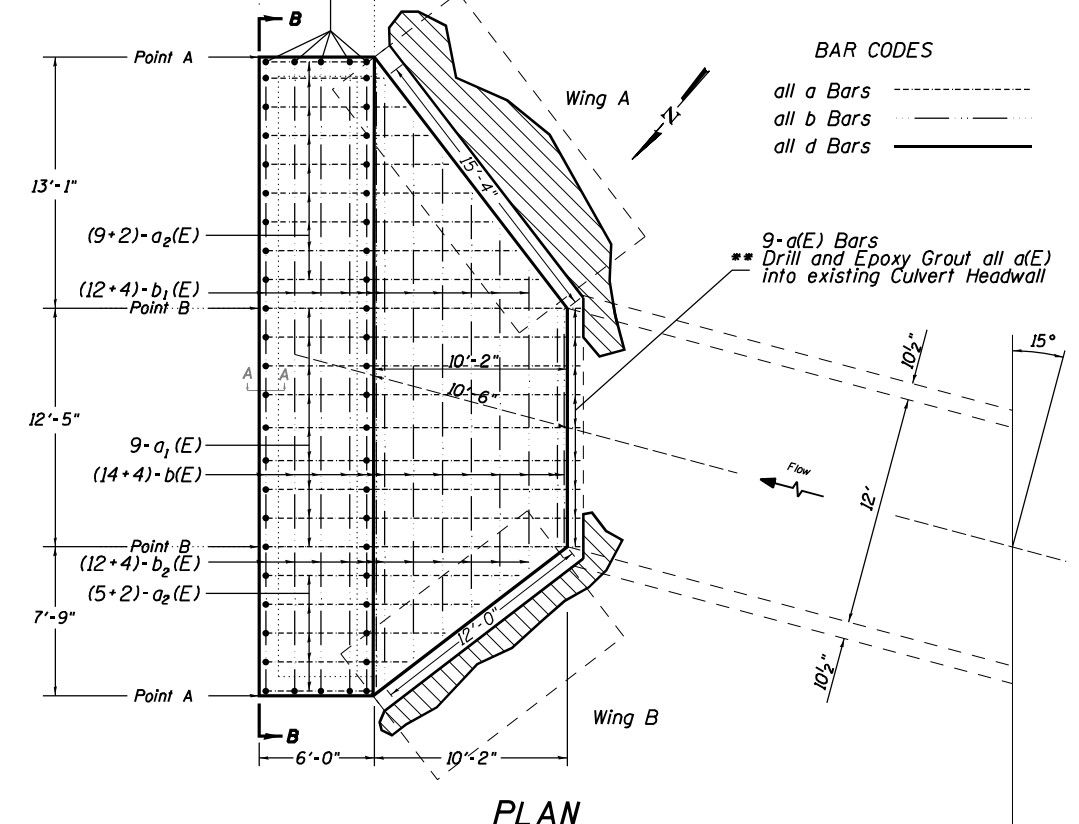 B
Point A
Wing A
N
BAR CODES
all a Bars
all b Bars
all d Bars
13'-1"
15'-4"
(9+2)-a₂(E)
9-a(E) Bars
** Drill and Epoxy Grout all a(E)
into existing Culvert Headwall
(12+4)-b₁(E)
Point B
10'-2"
A A
10'-6"
10½"
15°
12'-5"
9-a₁(E)
(14+4)-b(E)
Flow
12'
Point B
(12+4)-b₂(E)
(5+2)-a₂(E)
7'-9"
12'-0"
10½"
Point A
Wing B
B
6'-0"
10'-2"
PLAN